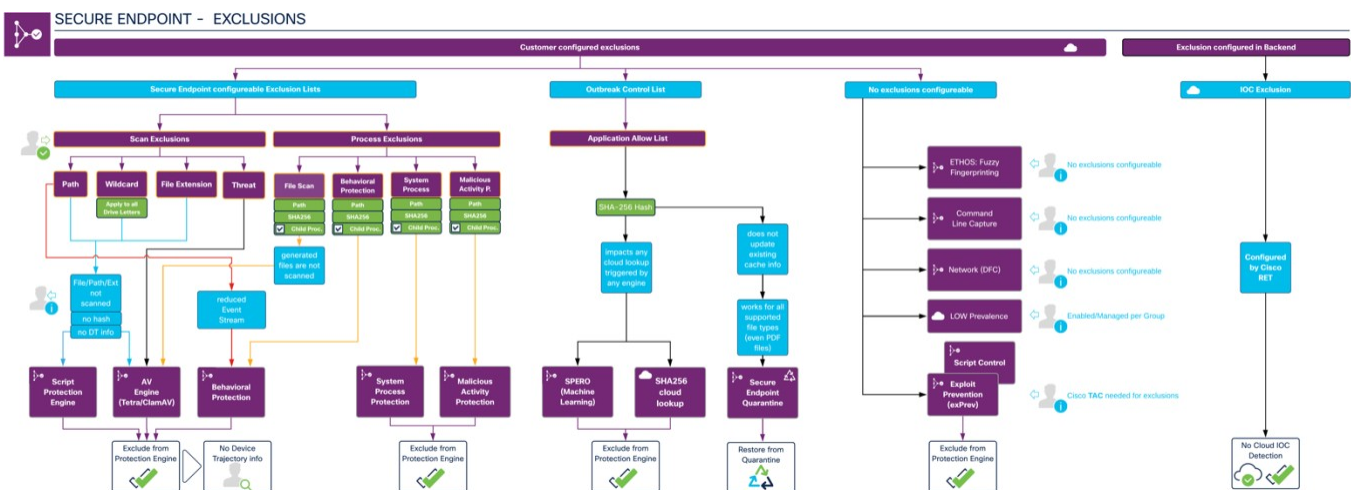 SECURE ENDPOINT - EXCLUSIONS
Customer configured exclusions
Exclusion configured in Backend
Secure Endpoint configureable Exclusion Lists
Outbreak Control List
No exclusions configureable
IOC Exclusion
Scan Exclusions
Process Exclusions
Application Allow List
Path
Wildcard
Apply to all
Drive Letters
File Extension
Threat
File Scan
Path
SHA256
Child Proc.
Behavioral
Protection
Path
SHA256
Child Proc.
System
Process
Path
SHA256
Child Proc.
Malicious
Activity P.
Path
SHA256
Child Proc.
generated
files are not
scanned
File/Path/Ext
not
scanned
no hash
no DT info
reduced
Event
Stream
SHA-256 Hash
impacts any
cloud lookup
triggered by
any engine
does not
update
existing
cache info
works for all
supported
file types
(even PDF
files)
ETHOS: Fuzzy
Fingerprinting
No exclusions configureable
Command
Line Capture
No exclusions configureable
Network (DFC)
No exclusions configureable
LOW Prevalence
Enabled/Managed per Group
Script Control
Exploit
Prevention
(exPrev)
Cisco TAC needed for exclusions
Configured
by Cisco
RET
Script
Protection
Engine
AV
Engine
(Tetra/ClamAV)
Behavioral
Protection
System
Process
Protection
Malicious
Activity
Protection
SPERO
(Machine
Learning)
SHA256
cloud
lookup
Secure
Endpoint
Quarantine
Exclude from
Protection Engine
No Device
Trajectory info
Exclude from
Protection Engine
Exclude from
Protection Engine
Restore from
Quarantine
Exclude from
Protection Engine
No Cloud IOC
Detection